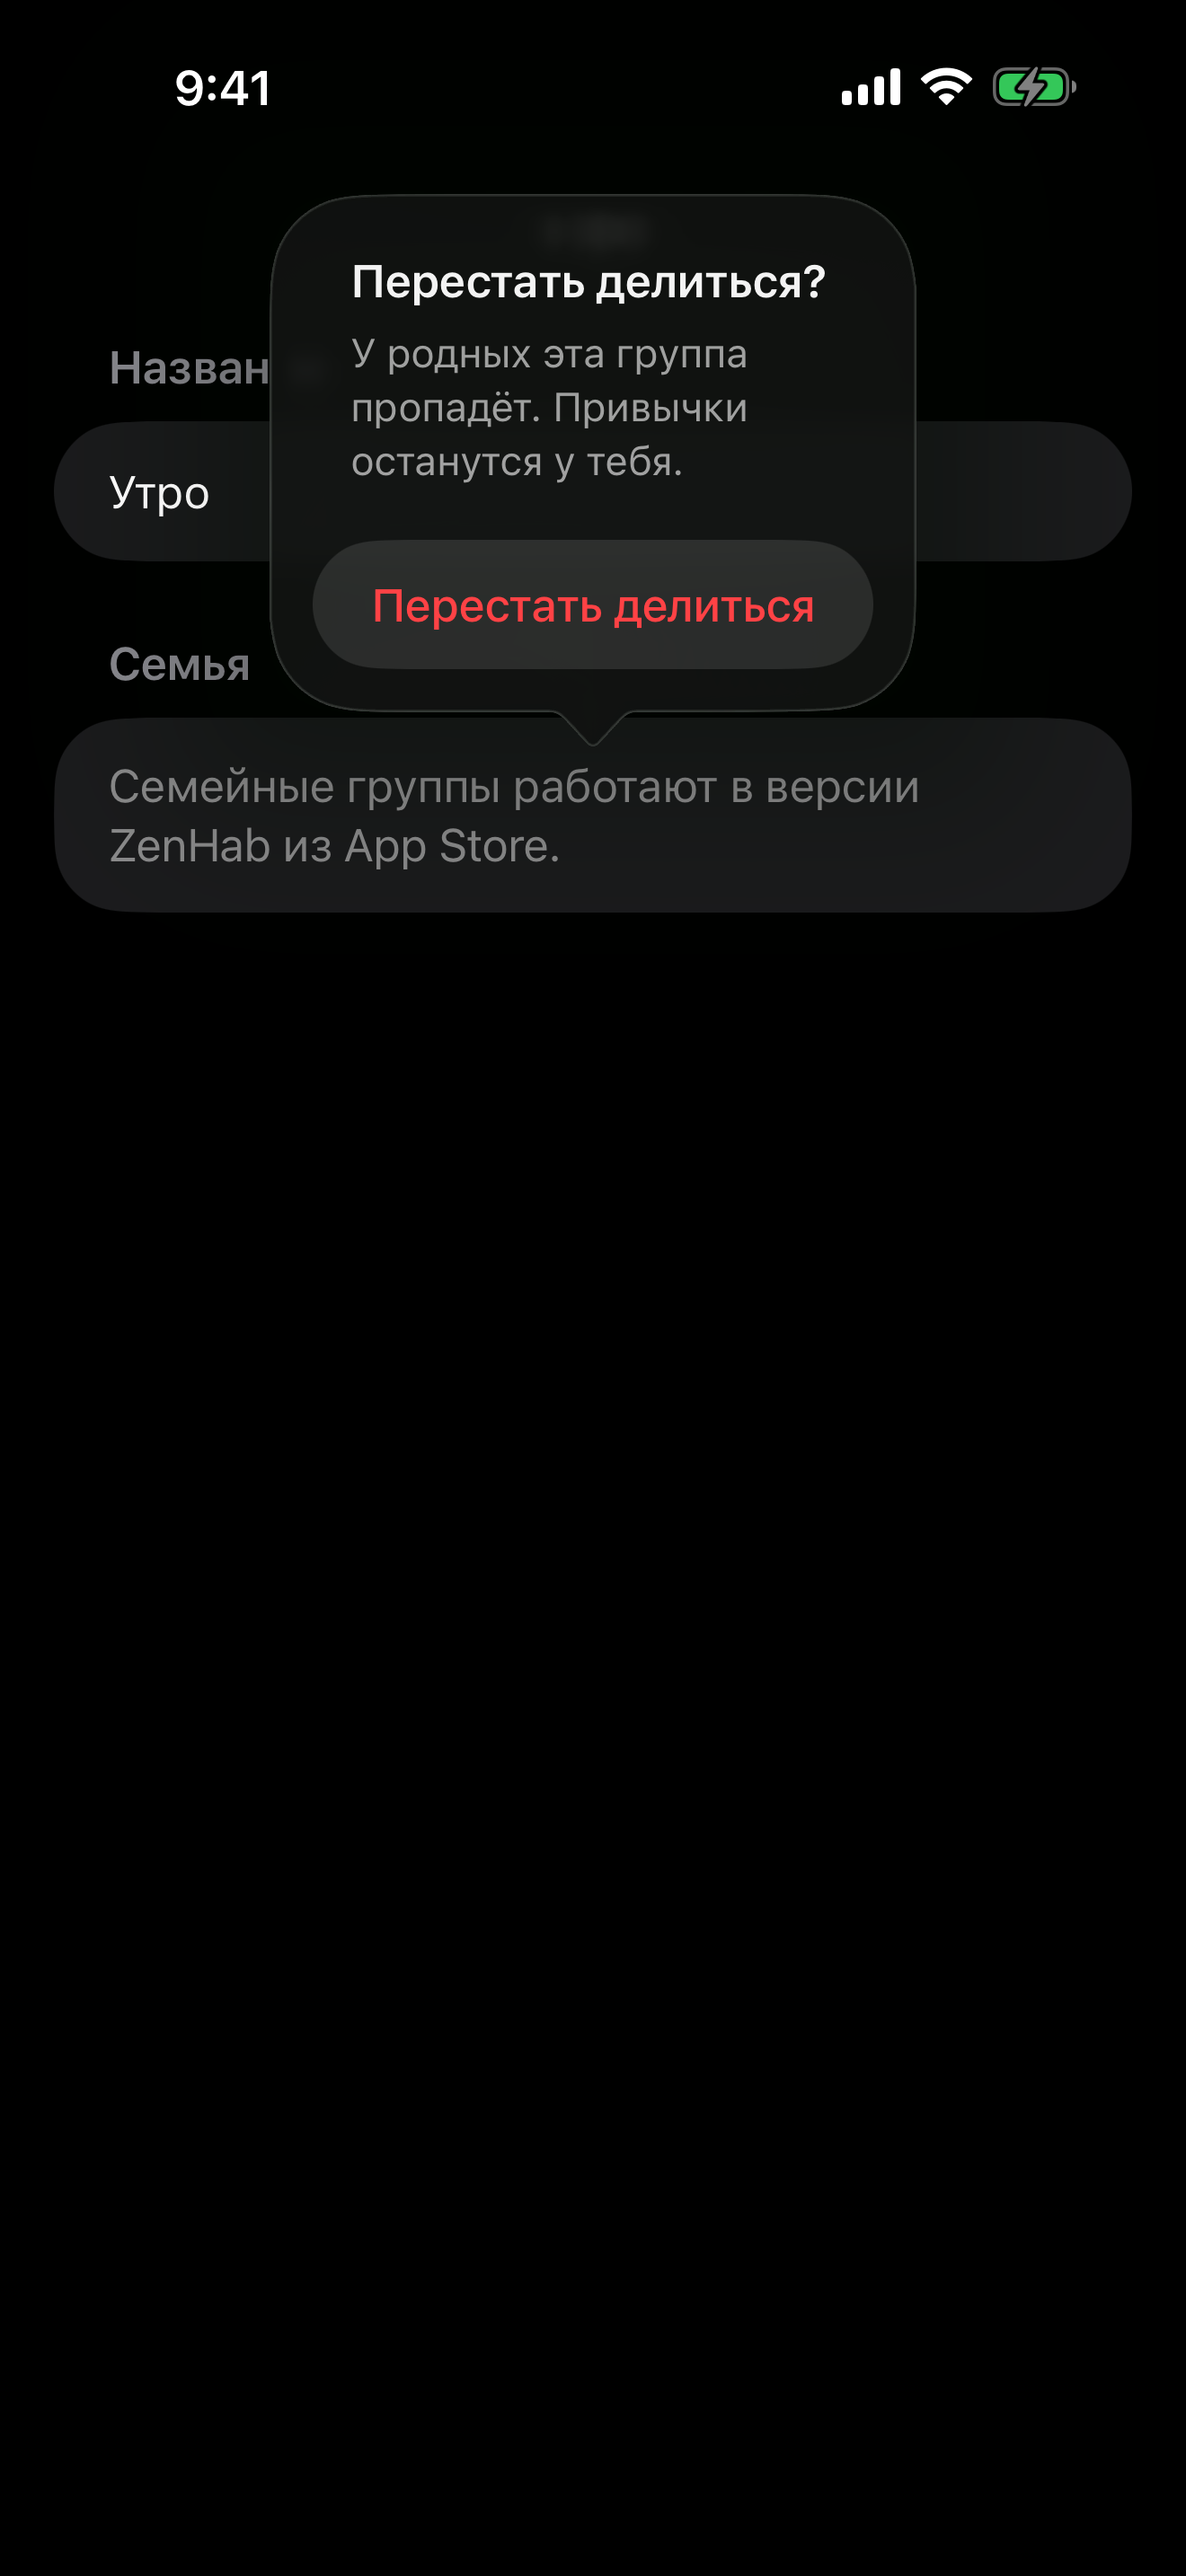 9:41
Перестать делиться?
У родных эта группа
пропадёт. Привычки
останутся у тебя.
Перестать делиться
Назван
Утро
Семья
Семейные группы работают в версии
ZenHab из App Store.